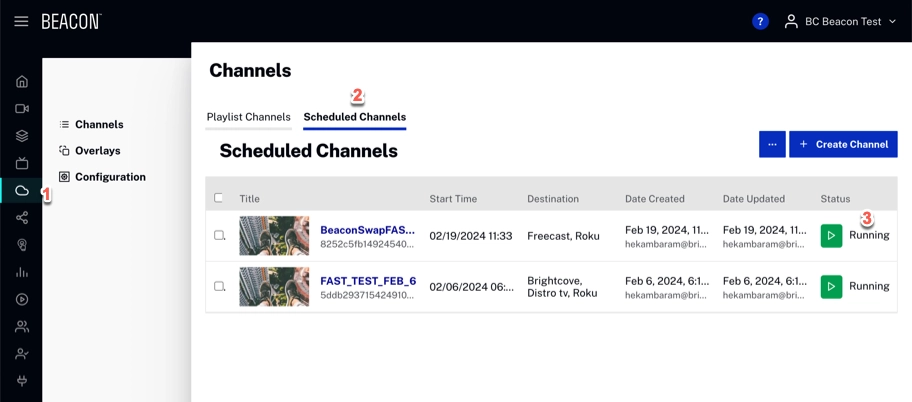 BEACON
? BC Beacon Test
Channels
2
Playlist Channels Scheduled Channels
Channels
Overlays
Configuration
1
Scheduled Channels
... + Create Channel
Title Start Time Destination Date Created Date Updated Status
3
BeaconSwapFAS...
8252c5fb14924540...
02/19/2024 11:33
Freecast, Roku
Feb 19, 2024, 11...
hekambaram@bri...
Feb 19, 2024, 11...
hekambaram@bri...
Running
FAST_TEST_FEB_6
5ddb293715424910...
02/06/2024 06:...
Brightcove,
Distro tv, Roku
Feb 6, 2024, 6:1...
hekambaram@bri...
Feb 6, 2024, 6:1...
hekambaram@bri...
Running